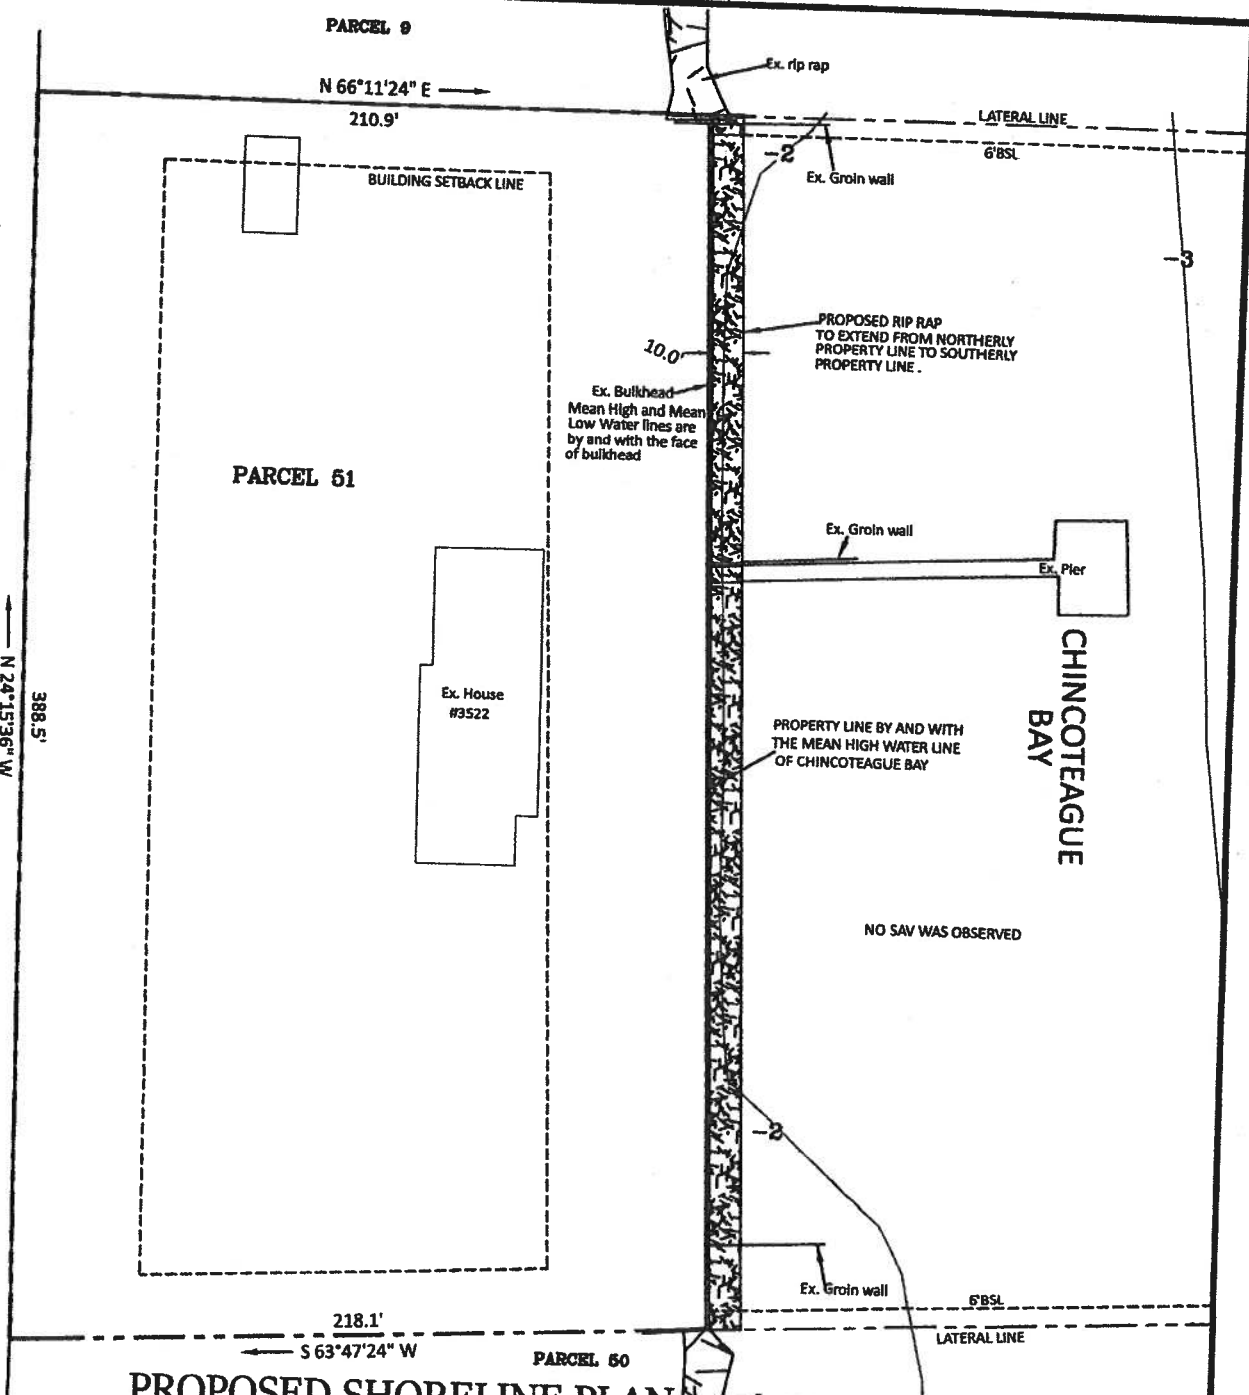 PARCEL 9
Ex. rip rap
N 66°11'24" E
210.9'
LATERAL LINE
6'BSL
-2
Ex. Groin wall
BUILDING SETBACK LINE
-3
PROPOSED RIP RAP
TO EXTEND FROM NORTHERLY
PROPERTY LINE TO SOUTHERLY
PROPERTY LINE .
10.0'
Ex. Bulkhead
Mean High and Mean
Low Water lines are
by and with the face
of bulkhead
PARCEL 51
Ex. Groin wall
Ex. Pier
CHINCOTEAGUE
BAY
Ex. House
#3522
388.5'
N 24°15'36" W
PROPERTY LINE BY AND WITH
THE MEAN HIGH WATER LINE
OF CHINCOTEAGUE BAY
NO SAV WAS OBSERVED
-2
Ex. Groin wall
6'BSL
LATERAL LINE
218.1'
S 63°47'24" W
PARCEL 50
PROPOSED SHORELINE PLAN